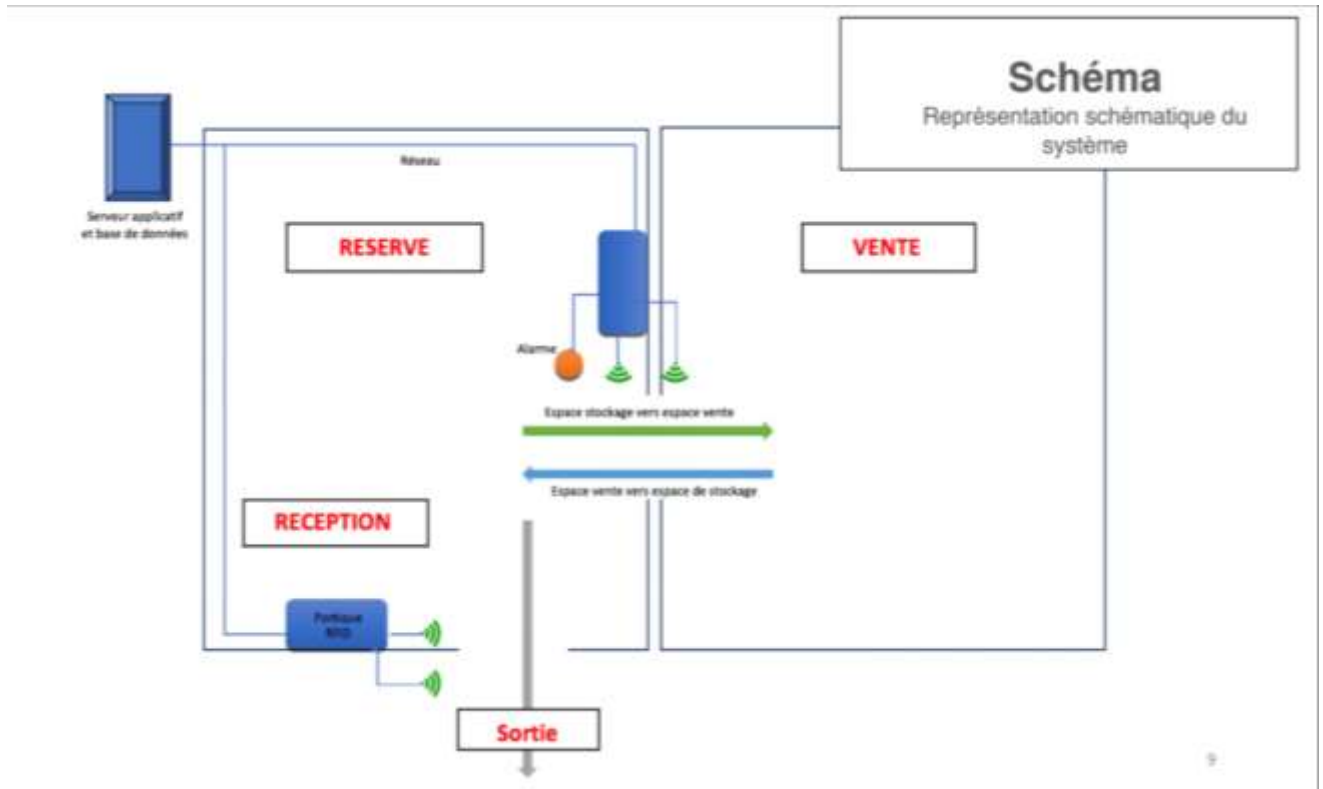 Schéma
Représentation schématique du
système
Réseau
Serveur applicatif
et base de données
RESERVE
VENTE
Alarme
Espace stockage vers espace vente
Espace vente vers espace de stockage
RECEPTION
Portique
RFID
Sortie
9